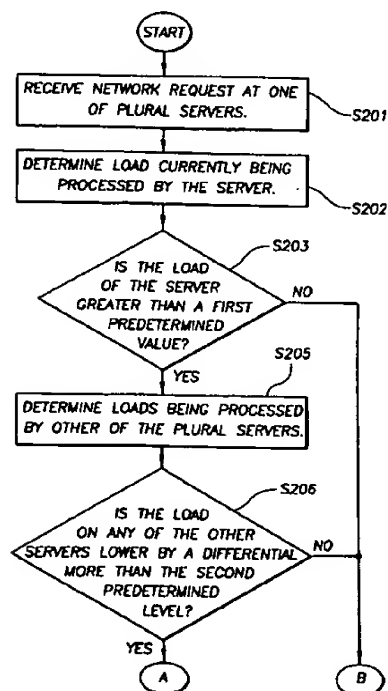 START
RECEIVE NETWORK REQUEST AT ONE
OF PLURAL SERVERS.
S201
DETERMINE LOAD CURRENTLY BEING
PROCESSED BY THE SERVER.
S202
S203
IS THE LOAD
OF THE SERVER
GREATER THAN A FIRST
PREDETERMINED
VALUE?
NO
YES
S205
DETERMINE LOADS BEING PROCESSED
BY OTHER OF THE PLURAL SERVERS.
S206
IS THE LOAD
ON ANY OF THE OTHER
SERVERS LOWER BY A DIFFERENTIAL
MORE THAN THE SECOND
PREDETERMINED
LEVEL?
NO
YES
A
B